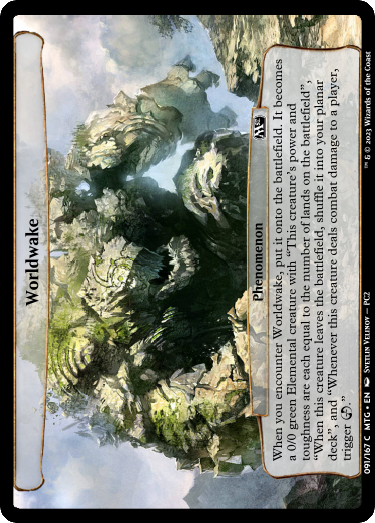 Worldwake
Phenomenon
When you encounter Worldwake, put it onto the battlefield. It becomes
a 0/0 green Elemental creature with “This creature's power and
toughness are each equal to the number of lands on the battlefield”,
“When this creature leaves the battlefield, shuffle it into your planar
deck”, and “Whenever this creature deals combat damage to a player,
trigger .”
091/167 C MTG • EN SVETLIN VELINOV — PC2
™ & © 2023 Wizards of the Coast